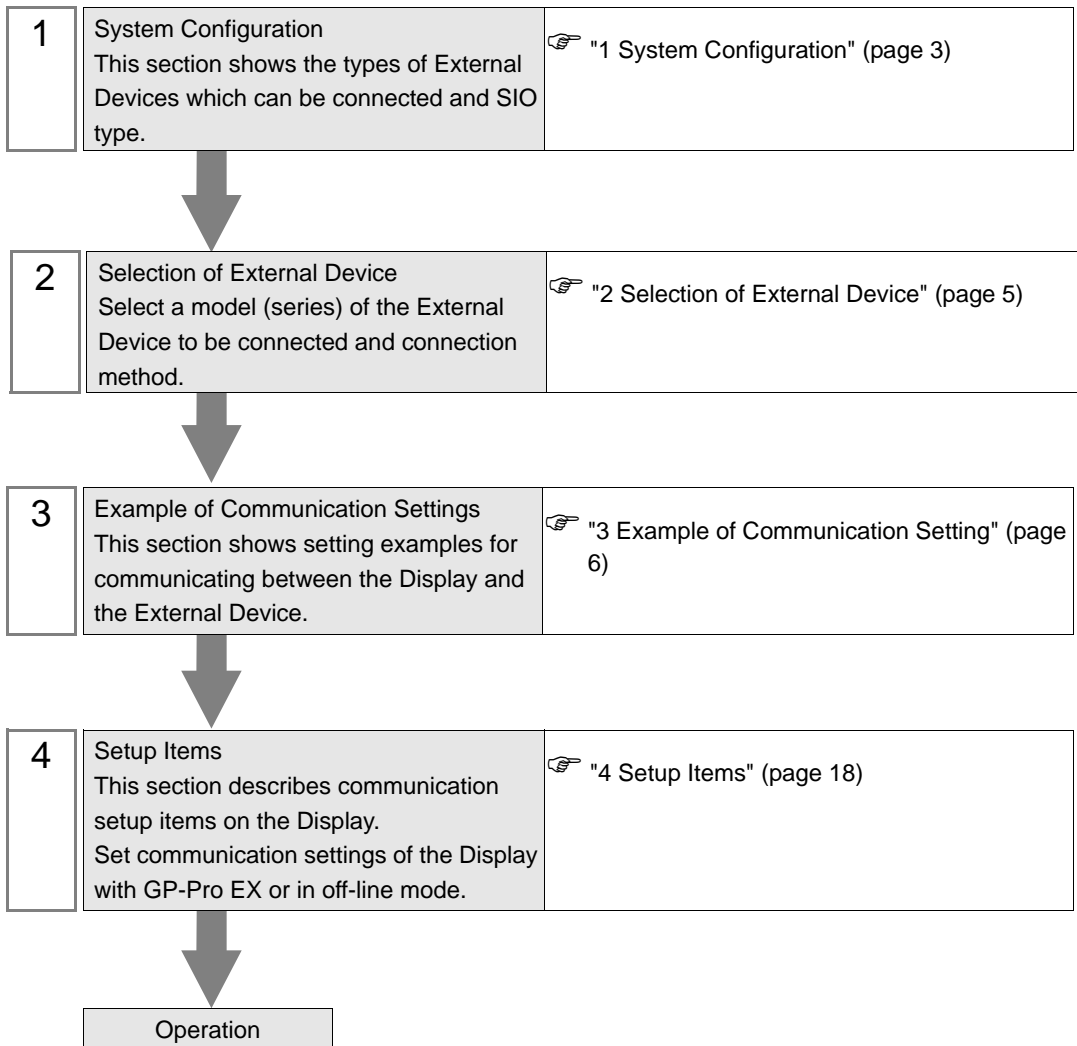 1
System Configuration
This section shows the types of External
Devices which can be connected and SIO
type.
"1 System Configuration" (page 3)
2
Selection of External Device
Select a model (series) of the External
Device to be connected and connection
method.
"2 Selection of External Device" (page 5)
3
Example of Communication Settings
This section shows setting examples for
communicating between the Display and
the External Device.
"3 Example of Communication Setting" (page
6)
4
Setup Items
This section describes communication
setup items on the Display.
Set communication settings of the Display
with GP-Pro EX or in off-line mode.
"4 Setup Items" (page 18)
Operation